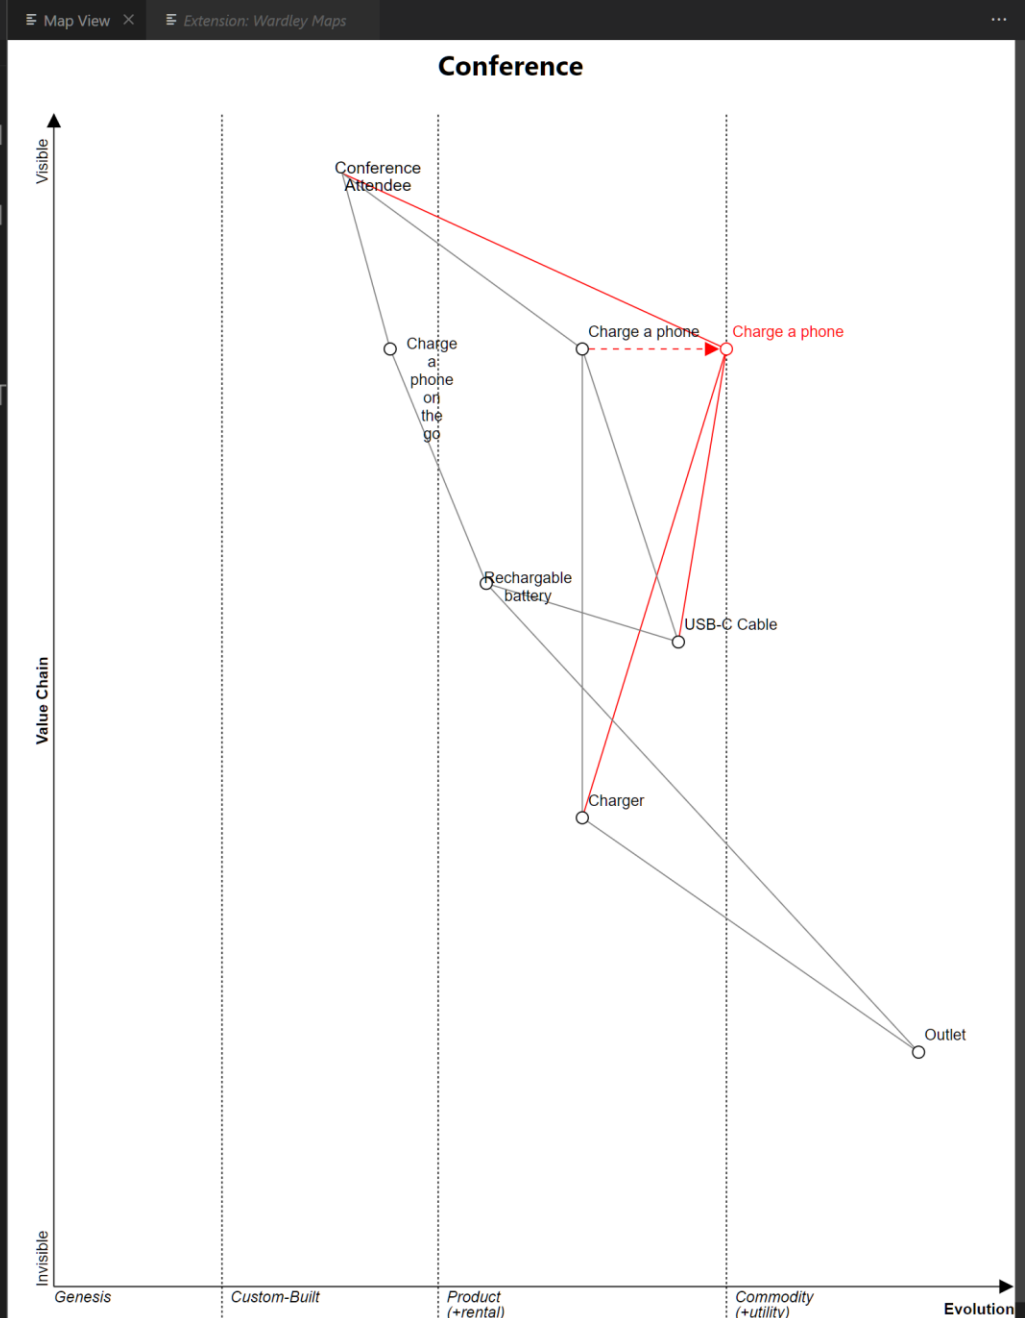 Map View
Extension: Wardley Maps
Conference
Visible
Conference
Attendee
Charge a phone
Charge a phone
Charge
a
phone
on
the
go
Rechargable
battery
USB-C Cable
Value Chain
Charger
Outlet
Invisible
Genesis
Custom-Built
Product
(+rental)
Commodity
(+utility)
Evolution